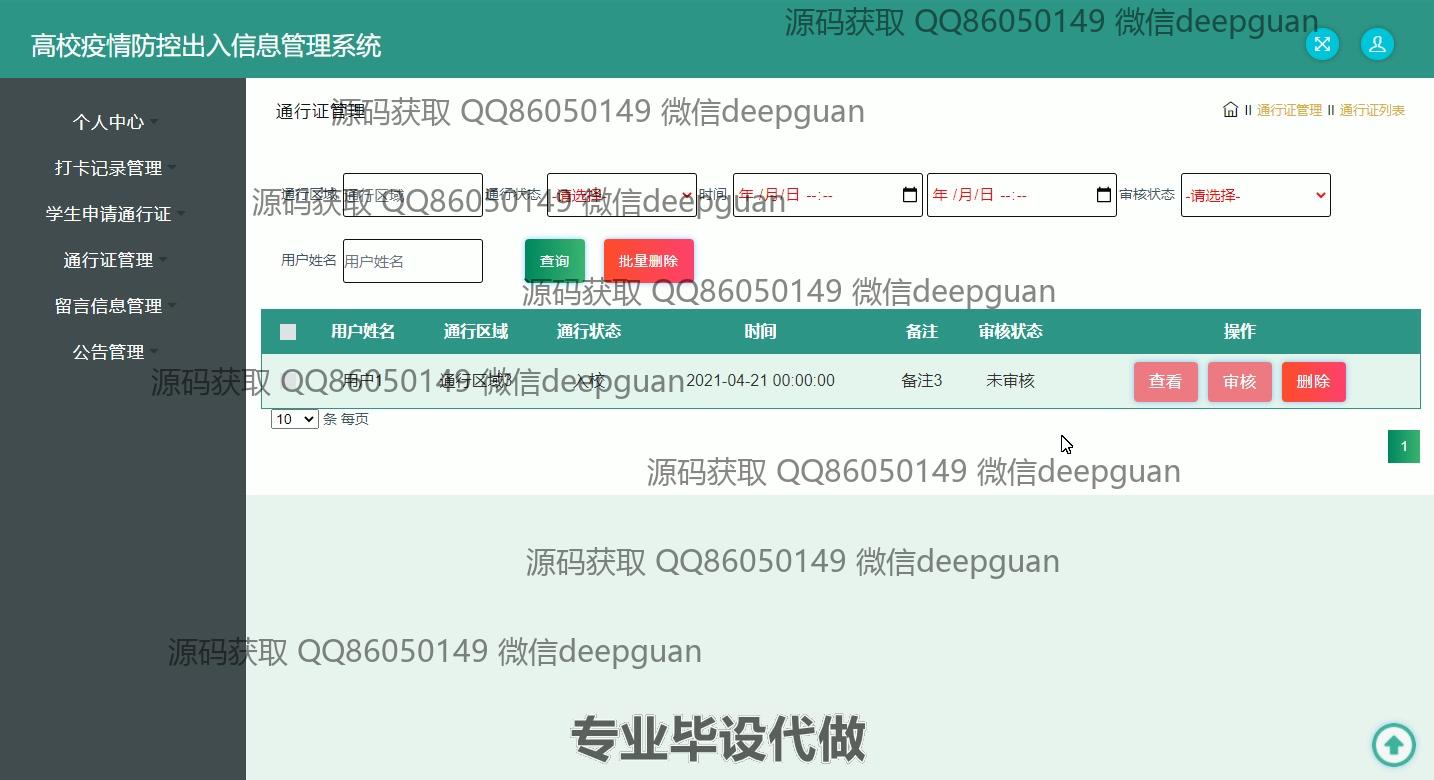 源码获取 QQ86050149 微信deepguan
高校疫情防控出入信息管理系统
个人中心
打卡记录管理
学生申请通行证
通行证管理
留言信息管理
公告管理
通行证管理
源码获取 QQ86050149 微信deepguan
II 通行证管理 II 通行证列表
通行区域 通行区域 通行状态 -请选择- 时间 年 /月/日 --:-- 年 /月/日 --:-- 审核状态 -请选择-
源码获取 QQ86050149 微信deepguan
用户姓名 用户姓名 查询 批量删除
源码获取 QQ86050149 微信deepguan
用户姓名 通行区域 通行状态 时间 备注 审核状态 操作
用户1 通行区域3 入校 2021-04-21 00:00:00 备注3 未审核 查看 审核 删除
源码获取 QQ86050149 微信deepguan
10 条 每页
1
源码获取 QQ86050149 微信deepguan
源码获取 QQ86050149 微信deepguan
源码获取 QQ86050149 微信deepguan
专业毕设代做